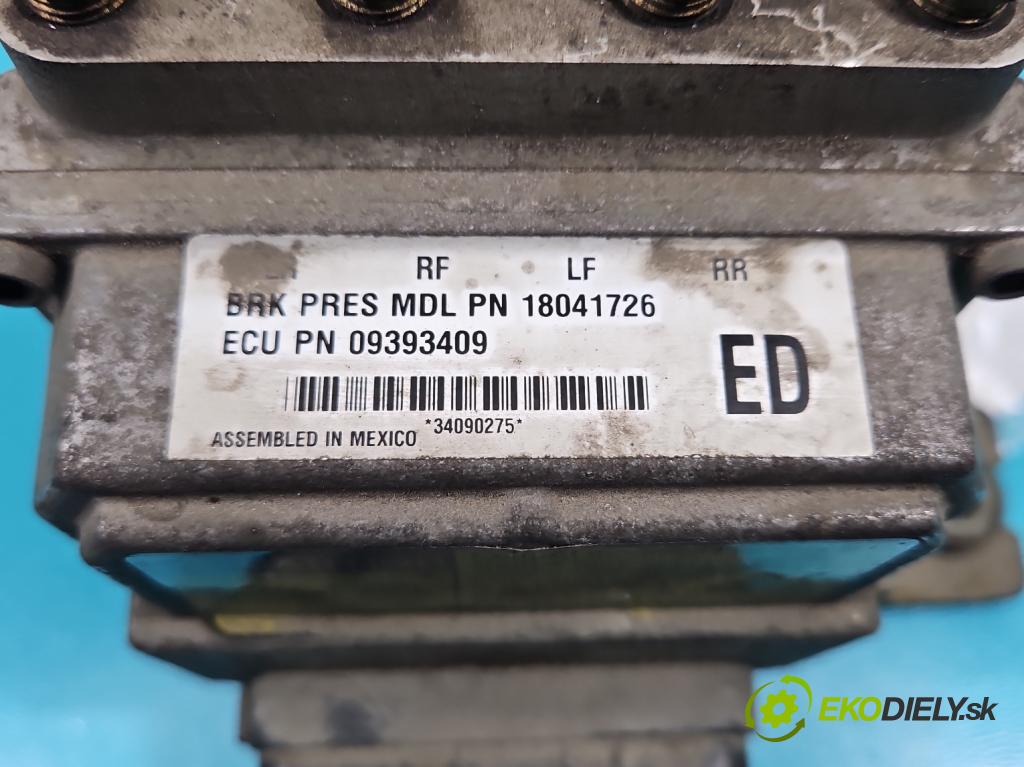 RF LF RR
BRK PRES MDL PN 18041726
ECU PN 09393409
ED
*34090275*
ASSEMBLED IN MEXICO
EKODIELY.sk